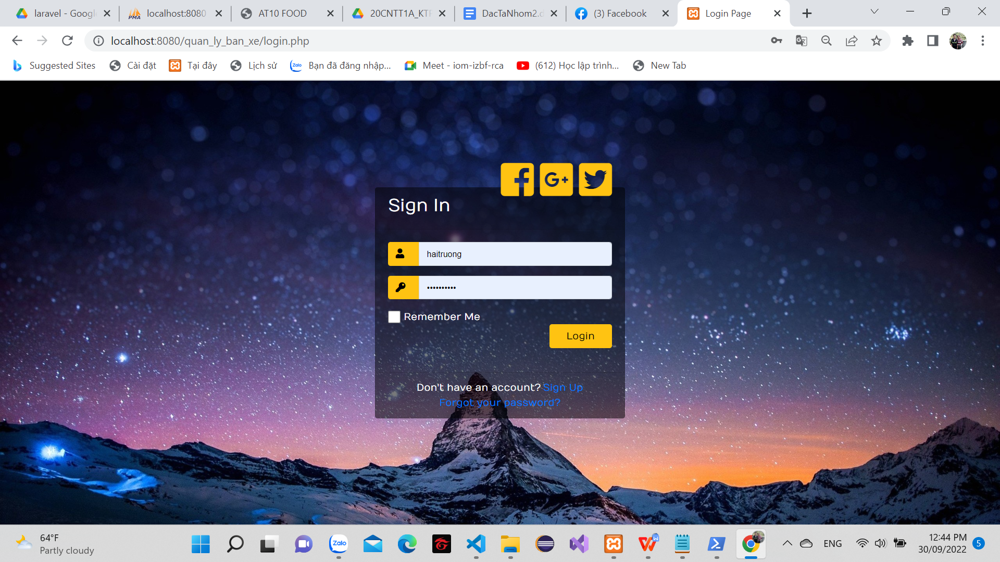 laravel - Googl
localhost:8080
AT10 FOOD
20CNTT1A_KTP
DacTaNhom2.d
(3) Facebook
Login Page
localhost:8080/quan_ly_ban_xe/login.php
Suggested Sites
Cài đặt
Tại đây
Lịch sử
Bạn đã đăng nhập...
Meet - iom-izbf-rca
(612) Học lập trình...
New Tab
Sign In
haitruong
••••••••••
Remember Me
Login
Don't have an account? Sign Up
Forgot your password?
64°F
Partly cloudy
Zalo
ENG
12:44 PM
30/09/2022
5